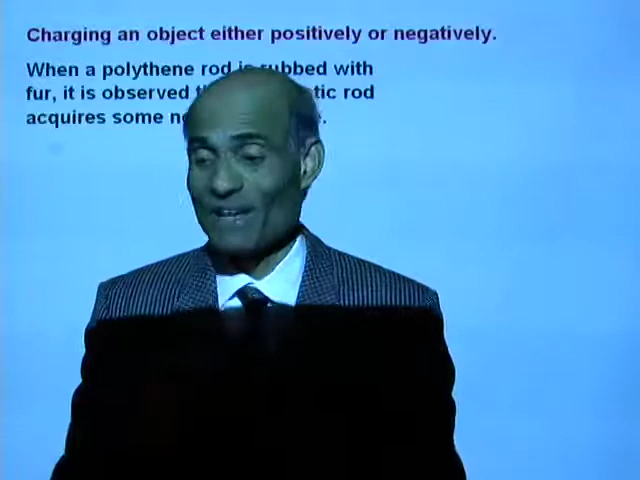 Charging an object either positively or negatively.
When a polythene rod is rubbed with
fur, it is observed tic rod
acquires some